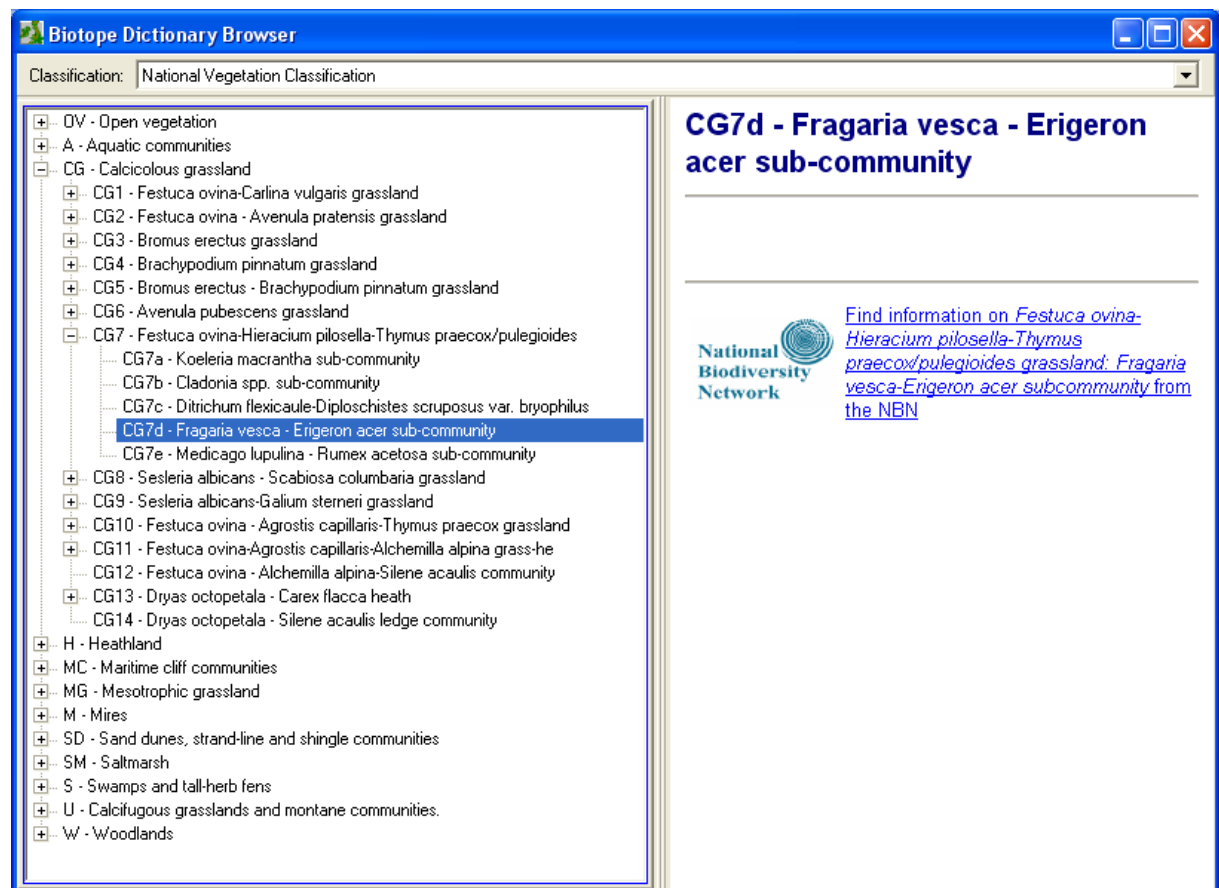 Biotope Dictionary Browser
Classification: National Vegetation Classification
OV - Open vegetation
A - Aquatic communities
CG - Calcicolous grassland
CG1 - Festuca ovina-Carlina vulgaris grassland
CG2 - Festuca ovina - Avenula pratensis grassland
CG3 - Bromus erectus grassland
CG4 - Brachypodium pinnatum grassland
CG5 - Bromus erectus - Brachypodium pinnatum grassland
CG6 - Avenula pubescens grassland
CG7 - Festuca ovina-Hieracium pilosella-Thymus praecox/pulegioides
CG7a - Koeleria macrantha sub-community
CG7b - Cladonia spp. sub-community
CG7c - Ditrichum flexicaule-Diploschistes scruposus var. bryophilus
CG7d - Fragaria vesca - Erigeron acer sub-community
CG7e - Medicago lupulina - Rumex acetosa sub-community
CG8 - Sesleria albicans - Scabiosa columbaria grassland
CG9 - Sesleria albicans-Galium sterneri grassland
CG10 - Festuca ovina - Agrostis capillaris-Thymus praecox grassland
CG11 - Festuca ovina-Agrostis capillaris-Alchemilla alpina grass-he
CG12 - Festuca ovina - Alchemilla alpina-Silene acaulis community
CG13 - Dryas octopetala - Carex flacca heath
CG14 - Dryas octopetala - Silene acaulis ledge community
H - Heathland
MC - Maritime cliff communities
MG - Mesotrophic grassland
M - Mires
SD - Sand dunes, strand-line and shingle communities
SM - Saltmarsh
S - Swamps and tall-herb fens
U - Calcifugous grasslands and montane communities.
W - Woodlands
CG7d - Fragaria vesca - Erigeron
acer sub-community
National
Biodiversity
Network
Find information on Festuca ovina-
Hieracium pilosella-Thymus
praecox/pulegioides grassland: Fragaria
vesca-Erigeron acer subcommunity from
the NBN